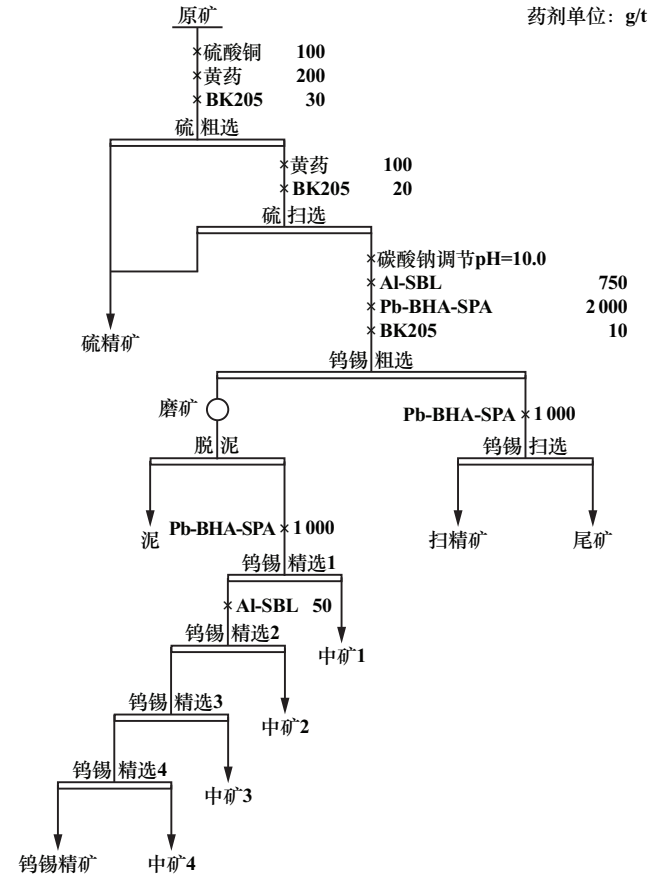 原矿
药剂单位：g/t
硫酸铜 100
黄药 200
BK205 30
硫 粗选
黄药 100
BK205 20
硫 扫选
碳酸钠调节pH=10.0
Al-SBL 750
Pb-BHA-SPA 2 000
BK205 10
硫精矿
钨锡 粗选
磨矿
Pb-BHA-SPA 1 000
脱 泥
钨锡 扫选
Pb-BHA-SPA 1 000
泥
扫精矿
尾矿
钨锡 精选1
Al-SBL 50
钨锡 精选2
中矿1
钨锡 精选3
中矿2
钨锡 精选4
中矿3
钨锡精矿
中矿4